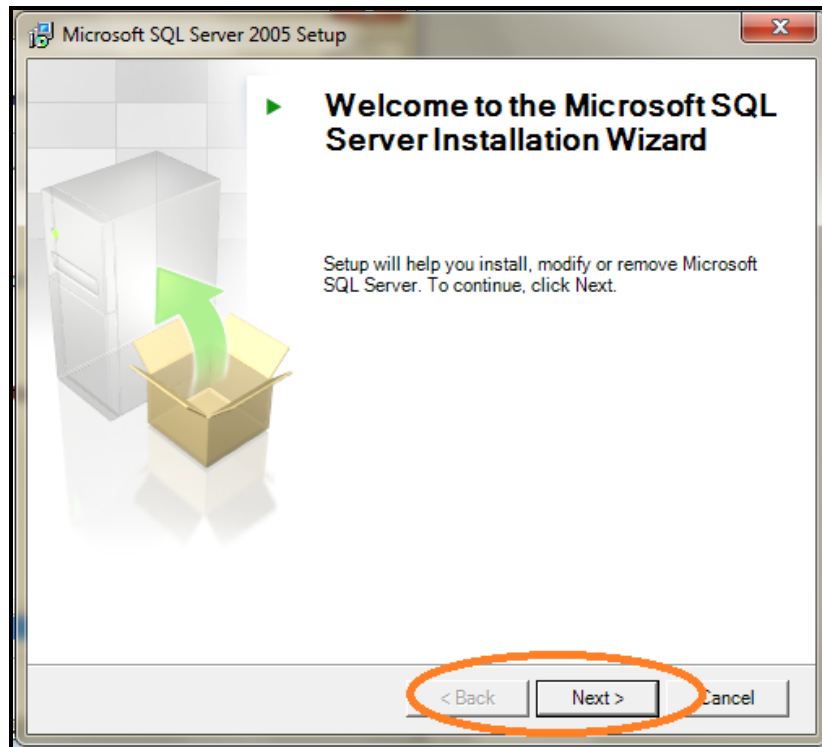 Microsoft SQL Server 2005 Setup
Welcome to the Microsoft SQL
Server Installation Wizard
Setup will help you install, modify or remove Microsoft
SQL Server. To continue, click Next.
< Back Next > Cancel